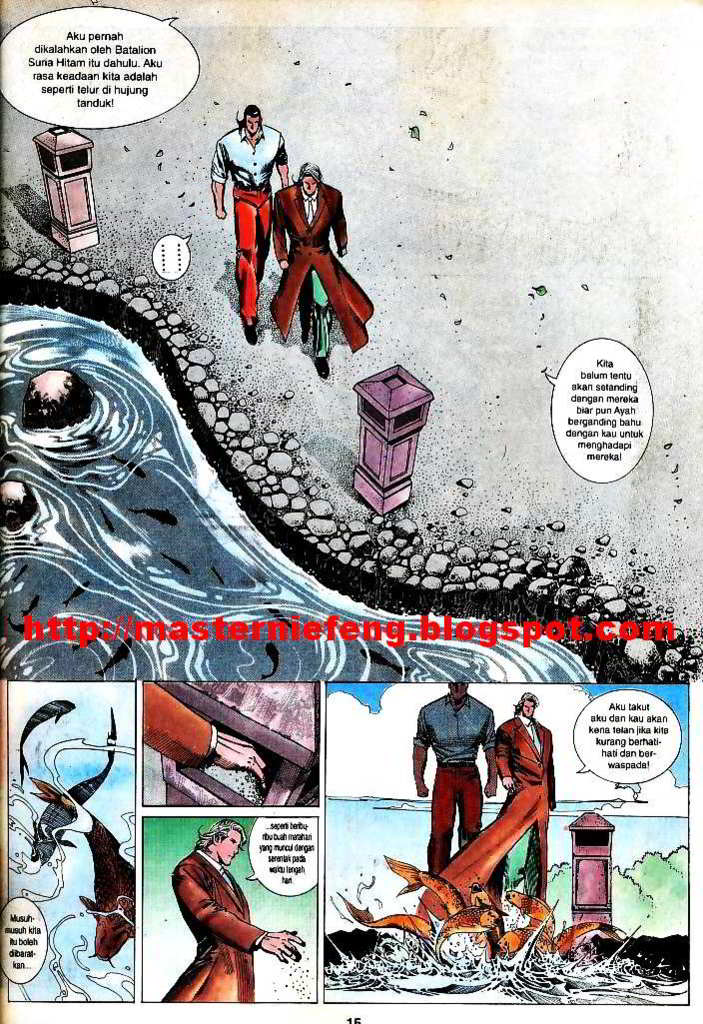 Aku pernah
dikalahkan oleh Batalion
Suria Hitam itu dahulu. Aku
rasa keadaan kita adalah
seperti telur di hujung
tanduk!
......
Kita
belum tentu
akan setanding
dengan mereka
biar pun Ayah
berganding bahu
dengan kau untuk
menghadapi
mereka!
http://masterniefeng.blogspot.com
Musuh-
musuh kita
itu boleh
diibarat-
kan...
...seperti beribu-
ribu buah matahari
yang muncul dengan
serentak pada
waktu tengah
hari.
Aku takut
aku dan kau akan
kena telan jika kita
kurang berhati-
hati dan ber-
waspada!
15